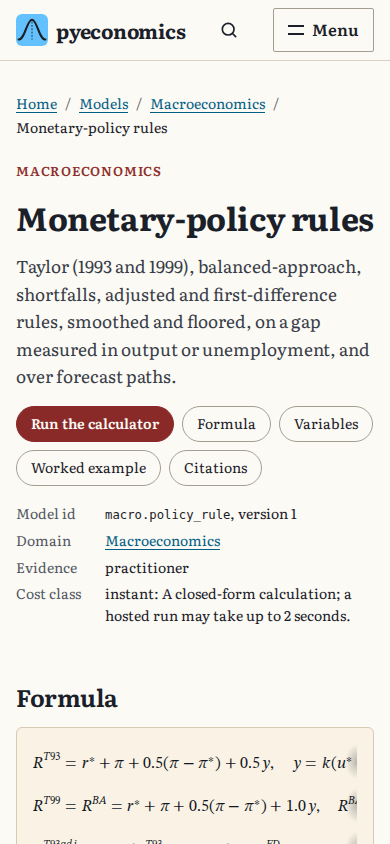 pyeconomics
Menu
Home / Models / Macroeconomics /
Monetary-policy rules
MACROECONOMICS
Monetary-policy rules
Taylor (1993 and 1999), balanced-approach,
shortfalls, adjusted and first-difference
rules, smoothed and floored, on a gap
measured in output or unemployment, and
over forecast paths.
Run the calculator
Formula
Variables
Worked example
Citations
Model id macro.policy_rule, version 1
Domain Macroeconomics
Evidence practitioner
Cost class instant: A closed-form calculation; a
hosted run may take up to 2 seconds.
Formula
R^{T93} = r* + π + 0.5(π − π*) + 0.5 y, y = k(u*
R^{T99} = R^{BA} = r* + π + 0.5(π − π*) + 1.0 y,